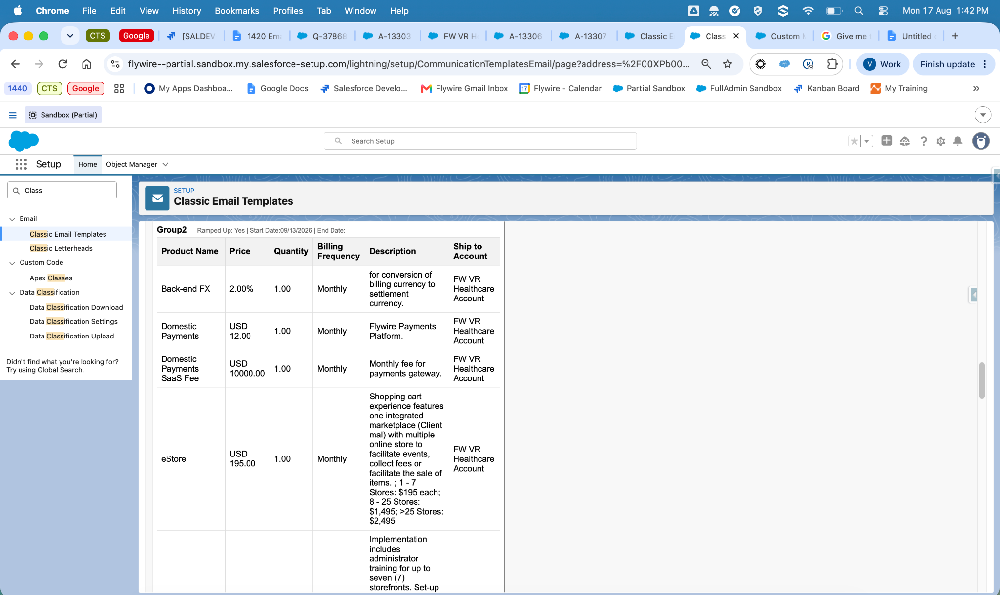 Chrome File Edit View History Bookmarks Profiles Tab Window Help Mon 17 Aug 1:42 PM
CTS Google [SALDEV 1420 Ema Q-37868 A-13303 FW VR H A-13306 A-13307 Classic E Class Custom Give me Untitled
flywire--partial.sandbox.my.salesforce-setup.com/lightning/setup/CommunicationTemplatesEmail/page?address=%2F00XPb00... V Work Finish update
1440 CTS Google My Apps Dashboa... Google Docs Salesforce Develo... Flywire Gmail Inbox 17 Flywire - Calendar Partial Sandbox FullAdmin Sandbox Kanban Board My Training »
Sandbox (Partial)
Search Setup
Setup Home Object Manager
Class
Email
Classic Email Templates
Classic Letterheads
Custom Code
Apex Classes
Data Classification
Data Classification Download
Data Classification Settings
Data Classification Upload
Didn't find what you're looking for?
Try using Global Search.
SETUP
Classic Email Templates
Group2 Ramped Up: Yes | Start Date:09/13/2026 | End Date:
Product Name Price Quantity Billing Frequency Description Ship to Account
Back-end FX 2.00% 1.00 Monthly
for conversion of
billing currency to
settlement
currency.
FW VR
Healthcare
Account
Domestic
Payments
USD
12.00
1.00 Monthly
Flywire Payments
Platform.
FW VR
Healthcare
Account
Domestic
Payments
SaaS Fee
USD
10000.00
1.00 Monthly
Monthly fee for
payments gateway.
FW VR
Healthcare
Account
eStore
USD
195.00
1.00 Monthly
Shopping cart
experience features
one integrated
marketplace (Client
mal) with multiple
online store to
facilitate events,
collect fees or
facilitate the sale of
items. ; 1 - 7
Stores: $195 each;
8 - 25 Stores:
$1,495; >25 Stores:
$2,495
FW VR
Healthcare
Account
Implementation
includes
administrator
training for up to
seven (7)
storefronts. Set-up